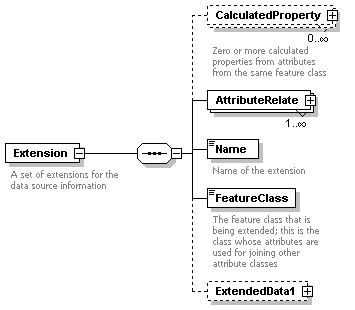 CalculatedProperty
0..∞
Zero or more calculated
properties from attributes
from the same feature class
AttributeRelate
1..∞
Extension
A set of extensions for the
data source information
Name
Name of the extension
FeatureClass
The feature class that is
being extended; this is the
class whose attributes are
used for joining other
attribute classes
ExtendedData1